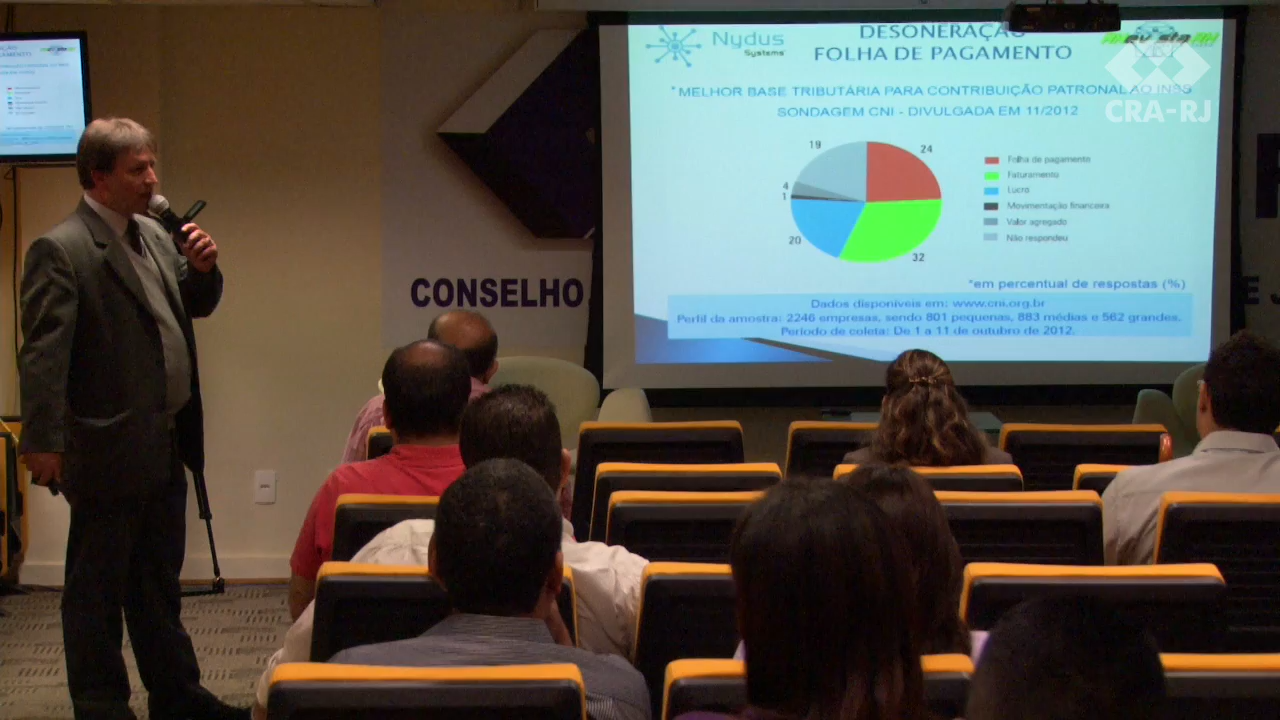 Nydus
Systems
DESONERAÇÃO
FOLHA DE PAGAMENTO
CRA-RJ
*MELHOR BASE TRIBUTÁRIA PARA CONTRIBUIÇÃO PATRONAL AO INSS
SONDAGEM CNI - DIVULGADA EM 11/2012
19
24
4
1
20
32
Folha de pagamento
Faturamento
Lucro
Movimentação financeira
Valor agregado
Não respondeu
*em percentual de respostas (%)
Dados disponíveis em: www.cni.org.br
Perfil da amostra: 2246 empresas, sendo 801 pequenas, 883 médias e 562 grandes.
Período de coleta: De 1 a 11 de outubro de 2012.
CONSELHO
E